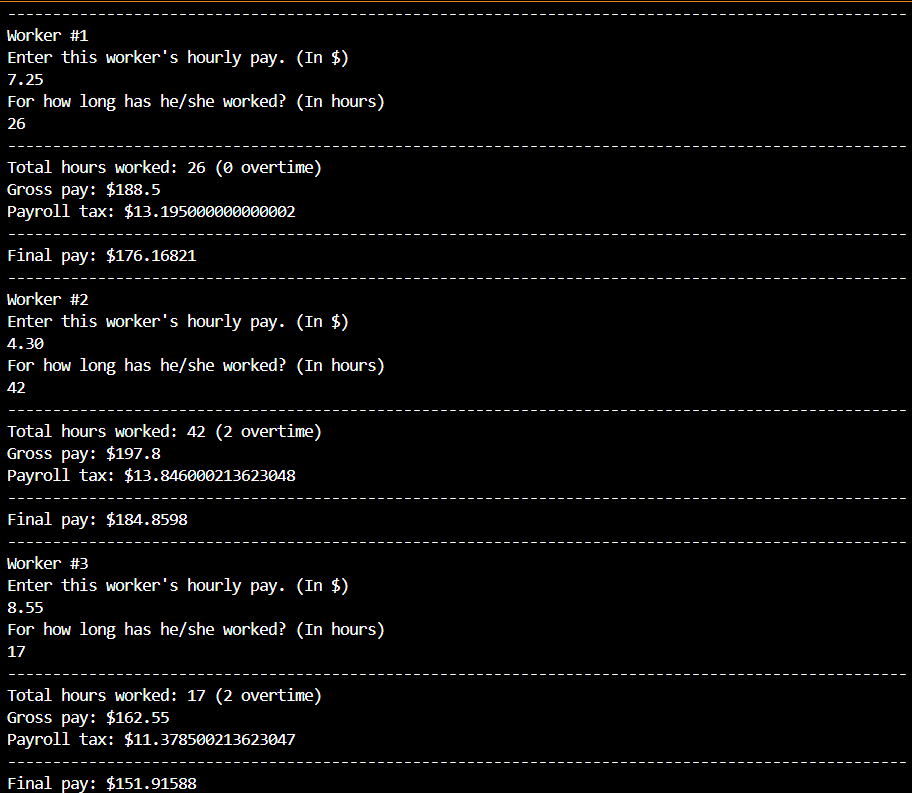 ----------------------------------------------------------------------------------------------------
Worker #1
Enter this worker's hourly pay. (In $)
7.25
For how long has he/she worked? (In hours)
26
----------------------------------------------------------------------------------------------------
Total hours worked: 26 (0 overtime)
Gross pay: $188.5
Payroll tax: $13.195000000000002
----------------------------------------------------------------------------------------------------
Final pay: $176.16821
----------------------------------------------------------------------------------------------------
Worker #2
Enter this worker's hourly pay. (In $)
4.30
For how long has he/she worked? (In hours)
42
----------------------------------------------------------------------------------------------------
Total hours worked: 42 (2 overtime)
Gross pay: $197.8
Payroll tax: $13.846000213623048
----------------------------------------------------------------------------------------------------
Final pay: $184.8598
----------------------------------------------------------------------------------------------------
Worker #3
Enter this worker's hourly pay. (In $)
8.55
For how long has he/she worked? (In hours)
17
----------------------------------------------------------------------------------------------------
Total hours worked: 17 (2 overtime)
Gross pay: $162.55
Payroll tax: $11.378500213623047
----------------------------------------------------------------------------------------------------
Final pay: $151.91588